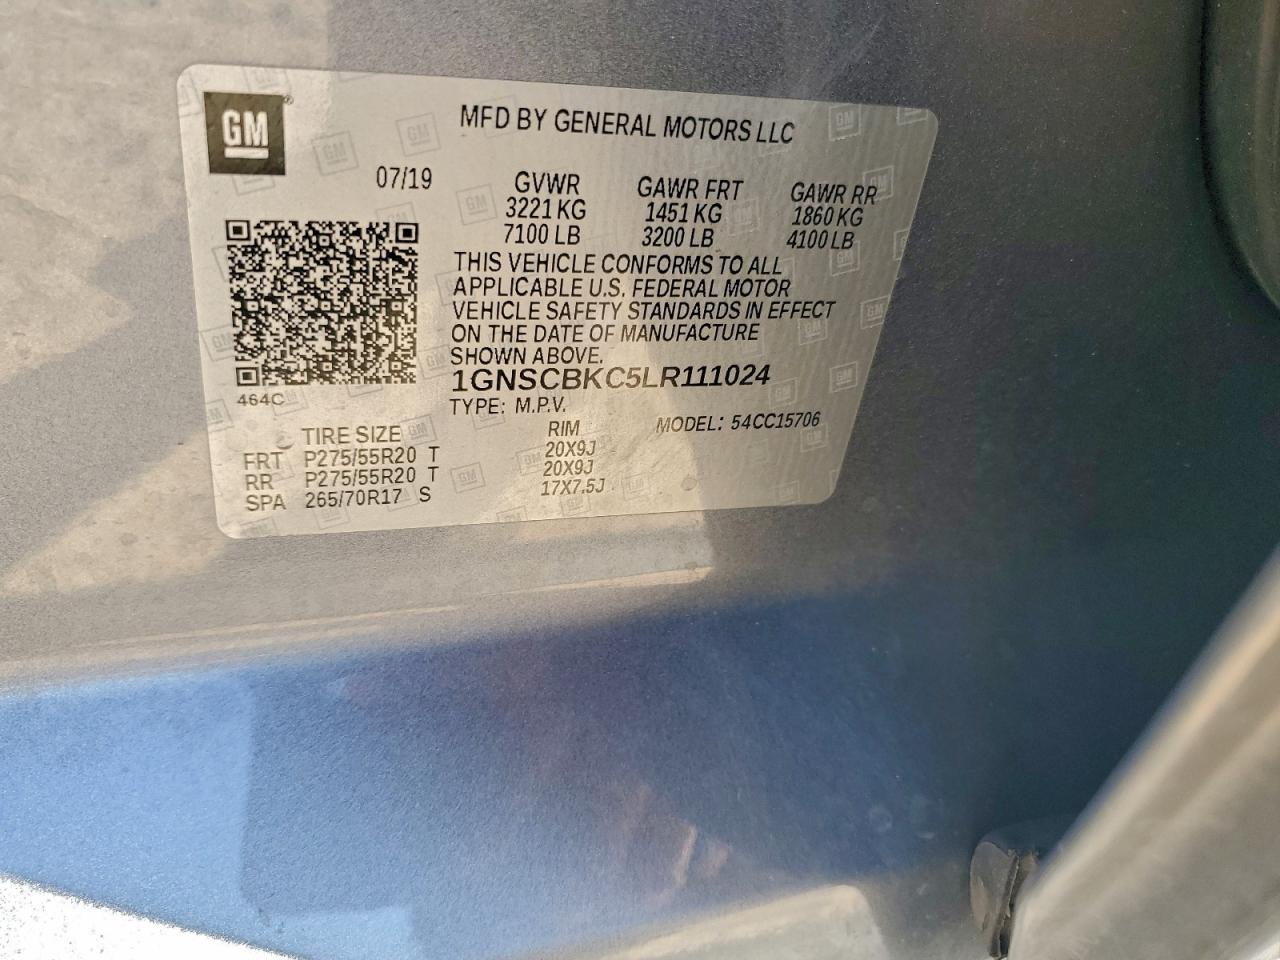 GM
MFD BY GENERAL MOTORS LLC
07/19
GVWR GAWR FRT GAWR RR
3221 KG 1451 KG 1860 KG
7100 LB 3200 LB 4100 LB
THIS VEHICLE CONFORMS TO ALL
APPLICABLE U.S. FEDERAL MOTOR
VEHICLE SAFETY STANDARDS IN EFFECT
ON THE DATE OF MANUFACTURE
SHOWN ABOVE.
1GNSCBKC5LR111024
464C
TYPE: M.P.V. MODEL: 54CC15706
TIRE SIZE RIM
FRT P275/55R20 T 20X9J
RR P275/55R20 T 20X9J
SPA 265/70R17 S 17X7.5J